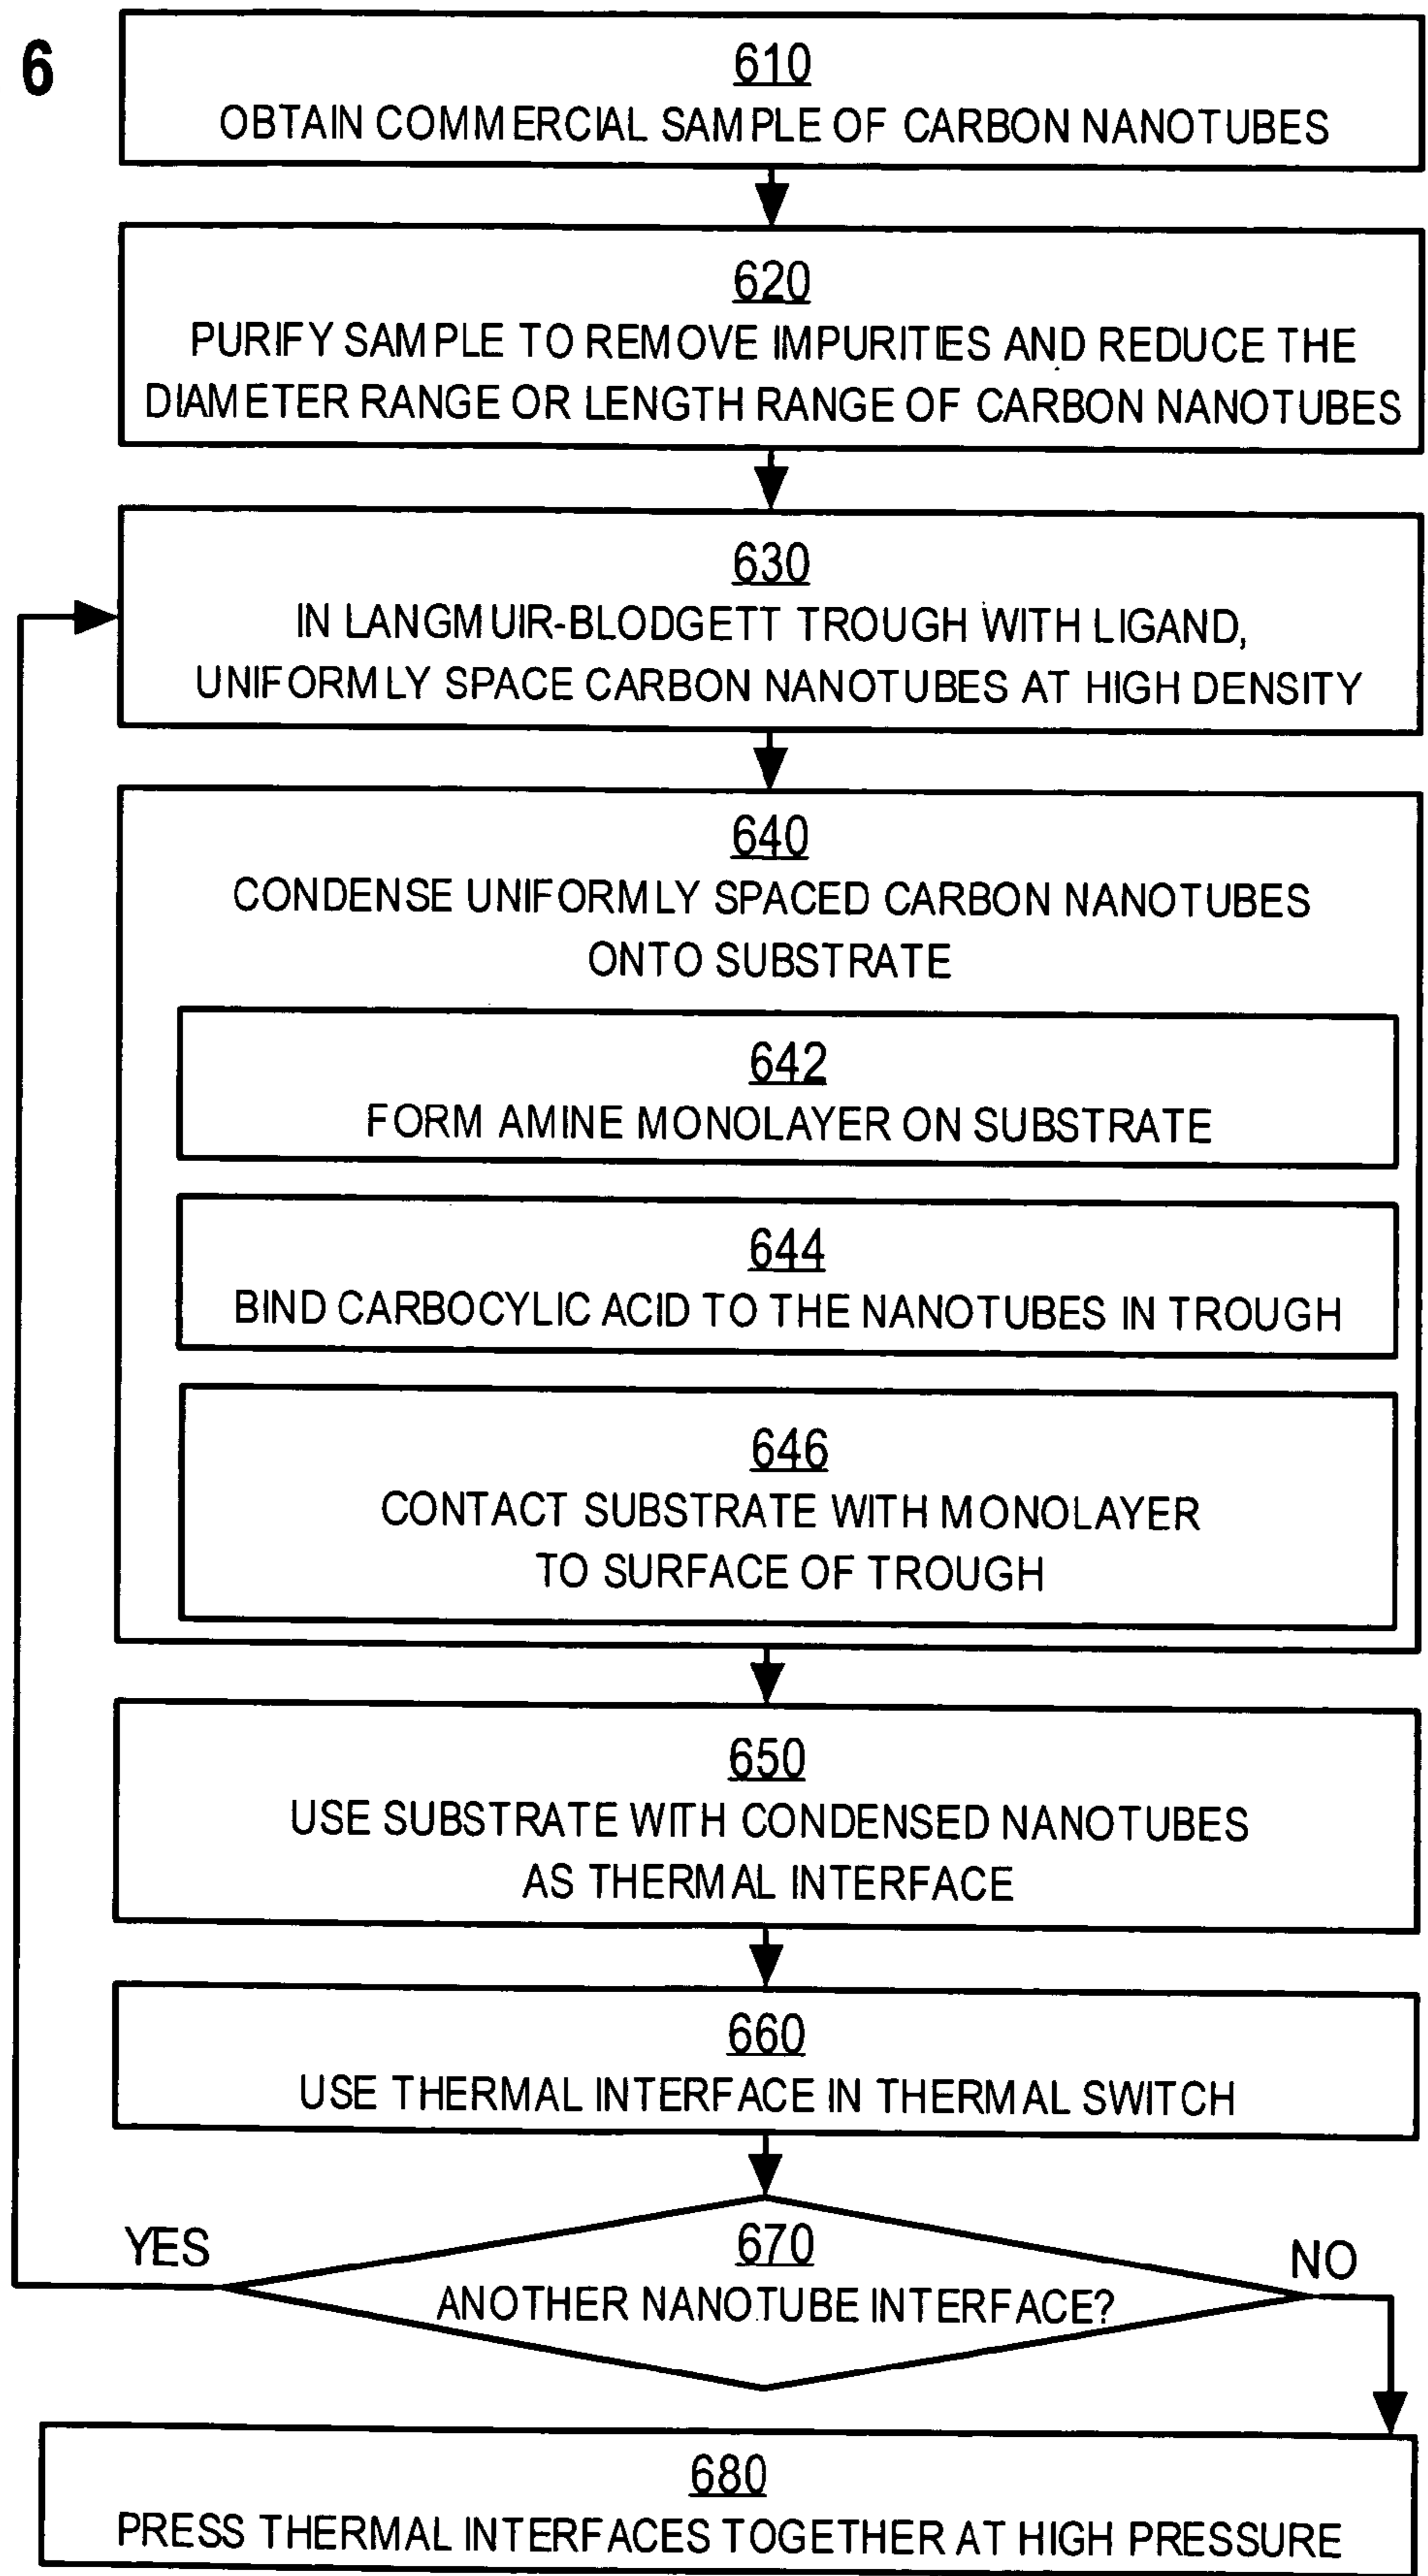 6
610
OBTAIN COMMERCIAL SAMPLE OF CARBON NANOTUBES
620
PURIFY SAMPLE TO REMOVE IMPURITIES AND REDUCE THE
DIAMETER RANGE OR LENGTH RANGE OF CARBON NANOTUBES
630
IN LANGMUIR-BLODGETT TROUGH WITH LIGAND,
UNIFORMLY SPACE CARBON NANOTUBES AT HIGH DENSITY
640
CONDENSE UNIFORMLY SPACED CARBON NANOTUBES
ONTO SUBSTRATE
642
FORM AMINE MONOLAYER ON SUBSTRATE
644
BIND CARBOCYLIC ACID TO THE NANOTUBES IN TROUGH
646
CONTACT SUBSTRATE WITH MONOLAYER
TO SURFACE OF TROUGH
650
USE SUBSTRATE WITH CONDENSED NANOTUBES
AS THERMAL INTERFACE
660
USE THERMAL INTERFACE IN THERMAL SWITCH
YES
670
NO
ANOTHER NANOTUBE INTERFACE?
680
PRESS THERMAL INTERFACES TOGETHER AT HIGH PRESSURE